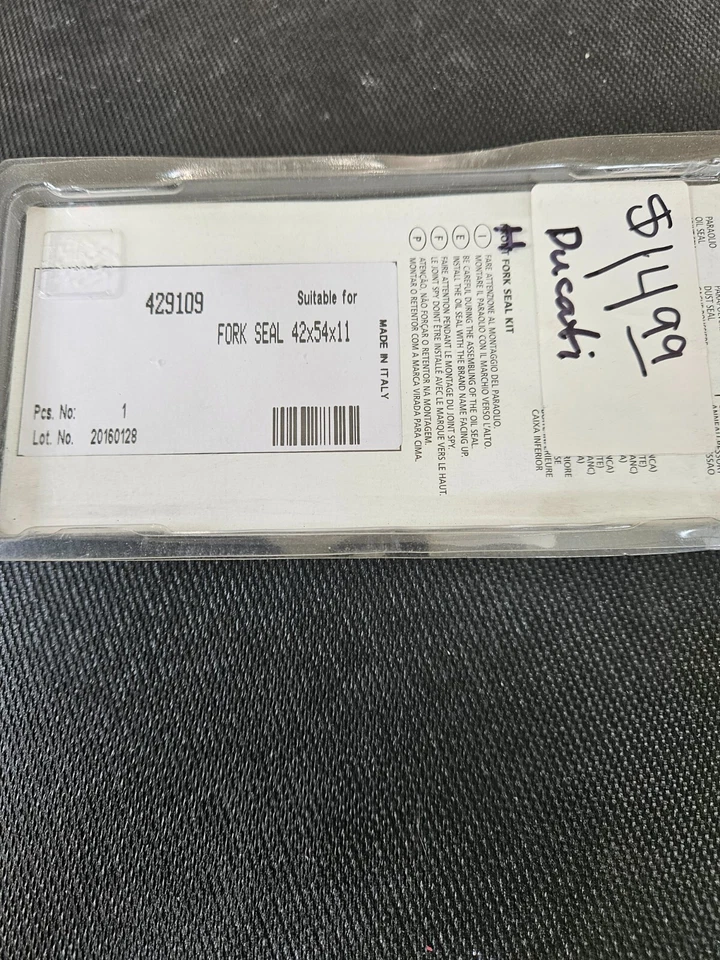 429109
Suitable for
FORK SEAL 42x54x11
Pcs. No: 1
Lot. No. 20160128
MADE IN ITALY
FORK SEAL KIT
I FARE ATTENZIONE AL MONTAGGIO DEL PARAOLIO.
MONTARE IL PARAOLIO CON IL MARCHIO VERSO L'ALTO.
E BE CAREFUL DURING THE ASSEMBLING OF THE OIL SEAL.
INSTALL THE OIL SEAL WITH THE BRAND NAME FACING UP.
F FAIRE ATTENTION PENDANT LE MONTAGE DU JOINT SPY.
LE JOINT SPY DOINT ÊTRE INSTALLÉ AVEC LE MARQUE VERS LE HAUT.
P ATENÇÃO, NÃO FORÇAR O RETENTOR NA MONTAGEM.
MONTAR O RETENTOR COM A MARCA VIRADA PARA CIMA.
$14.99
Ducati
PARAOLIO
OIL SEAL
DUST SEAL
CAIXA INFERIOR